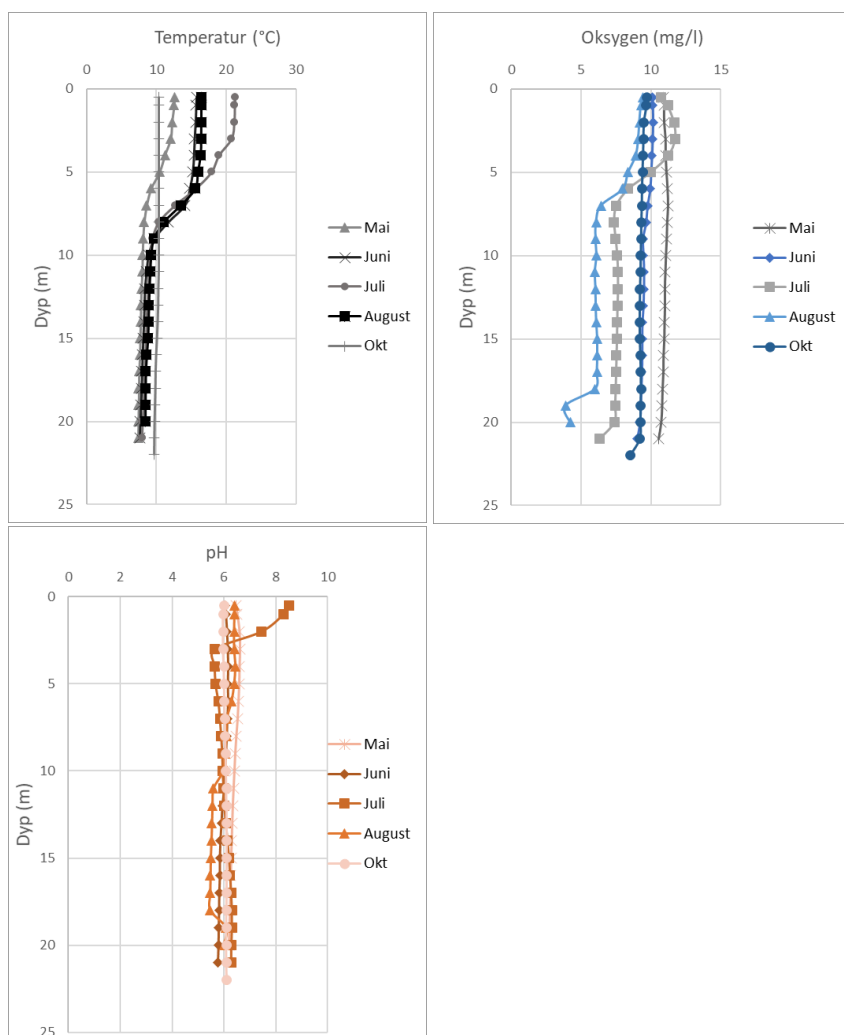 Temperatur (°C)
0 10 20 30
0
5
10
15
20
25
Dyp (m)
Mai
Juni
Juli
August
Okt
Oksygen (mg/l)
0 5 10 15
0
5
10
15
20
25
Dyp (m)
Mai
Juni
Juli
August
Okt
pH
0 2 4 6 8 10
0
5
10
15
20
25
Dyp (m)
Mai
Juni
Juli
August
Okt